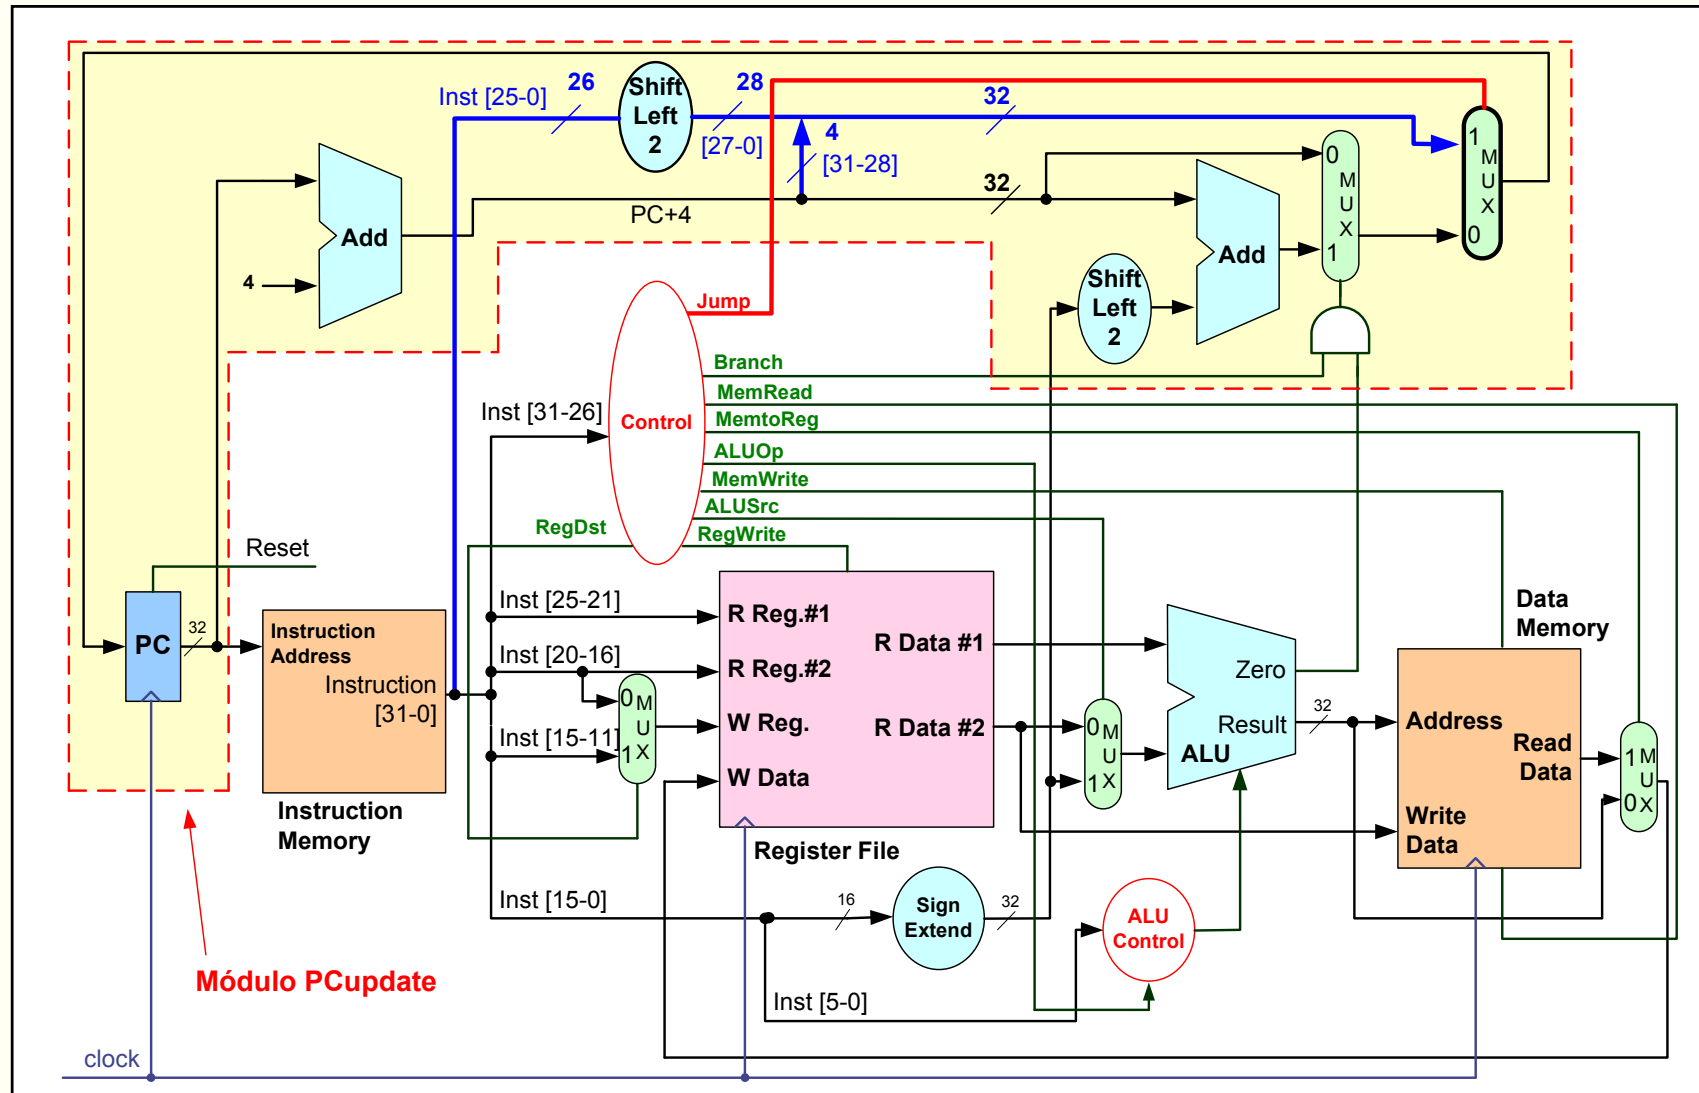 Inst [25-0]
26
Shift
Left
2
28
[27-0]
4
[31-28]
32
1
M
U
X
0
0
M
U
X
1
32
PC+4
Add
4
Add
Shift
Left
2
Jump
Branch
MemRead
MemtoReg
ALUOp
MemWrite
ALUSrc
RegWrite
RegDst
Control
Inst [31-26]
Reset
PC
32
Instruction
Address
Instruction
[31-0]
Instruction
Memory
Inst [25-21]
Inst [20-16]
Inst [15-11]
0
M
U
X
1
R Reg.#1
R Reg.#2
W Reg.
W Data
R Data #1
R Data #2
Register File
0
M
U
X
1
Zero
Result
ALU
32
Data
Memory
Address
Read
Data
Write
Data
1
M
U
X
0
Inst [15-0]
16
Sign
Extend
32
ALU
Control
Inst [5-0]
Módulo PCupdate
clock